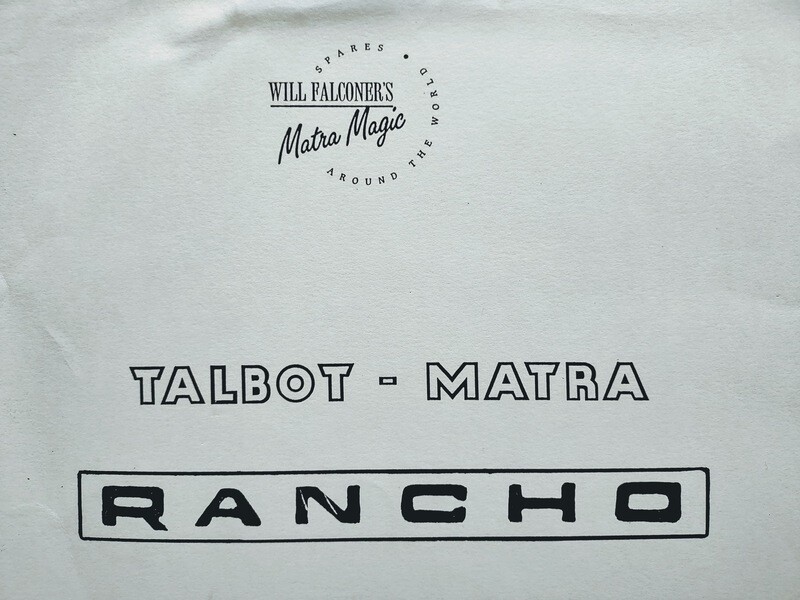 SPARES • AROUND THE WORLD
WILL FALCONER'S
Matra Magic
TALBOT - MATRA
RANCHO